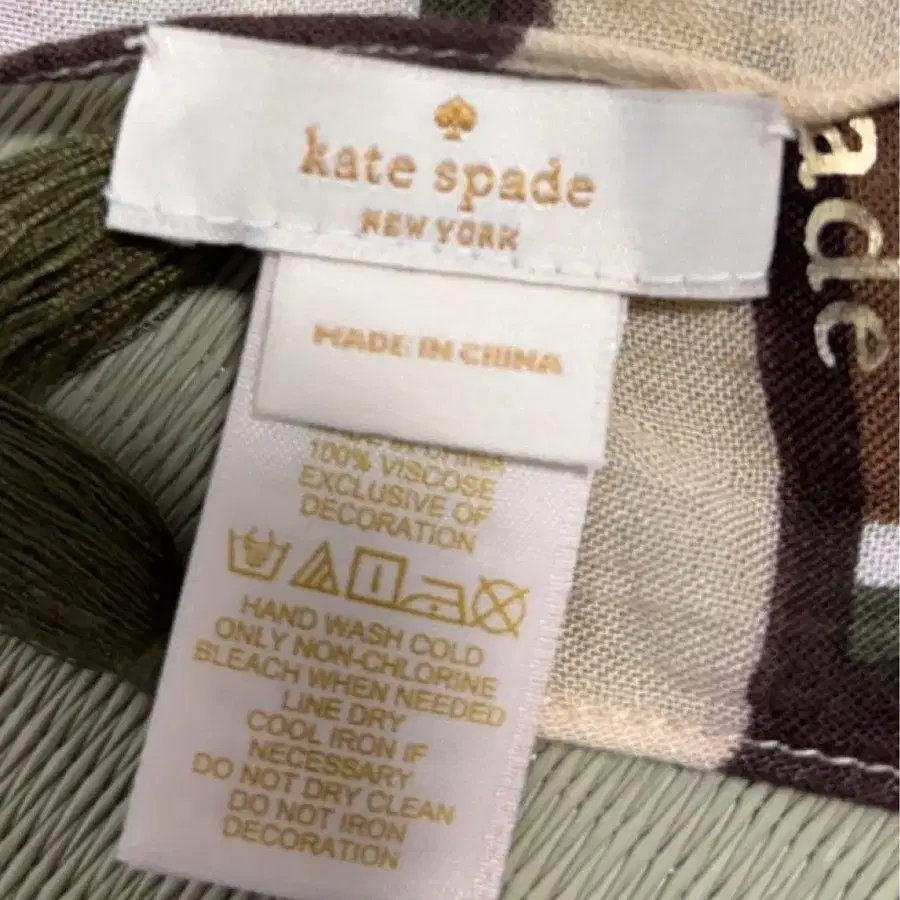 kate spade
NEW YORK
MADE IN CHINA
100% VISCOSE
EXCLUSIVE OF
DECORATION
HAND WASH COLD
ONLY NON-CHLORINE
BLEACH WHEN NEEDED
LINE DRY
COOL IRON IF
NECESSARY
DO NOT DRY CLEAN
DO NOT IRON
DECORATION
ade